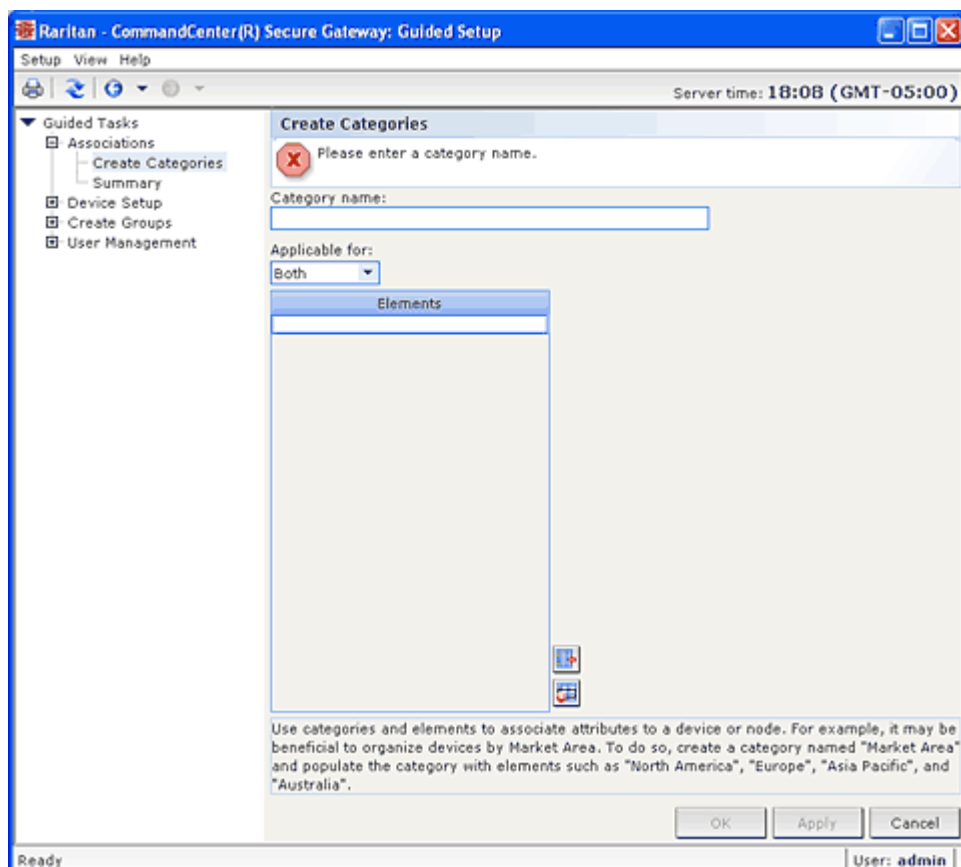 Raritan - CommandCenter(R) Secure Gateway: Guided Setup
Setup View Help
Server time: 18:08 (GMT-05:00)
Guided Tasks
Associations
Create Categories
Summary
Device Setup
Create Groups
User Management
Create Categories
Please enter a category name.
Category name:
Applicable for:
Both
Elements
Use categories and elements to associate attributes to a device or node. For example, it may be
beneficial to organize devices by Market Area. To do so, create a category named "Market Area"
and populate the category with elements such as "North America", "Europe", "Asia Pacific", and
"Australia".
OK Apply Cancel
Ready User: admin